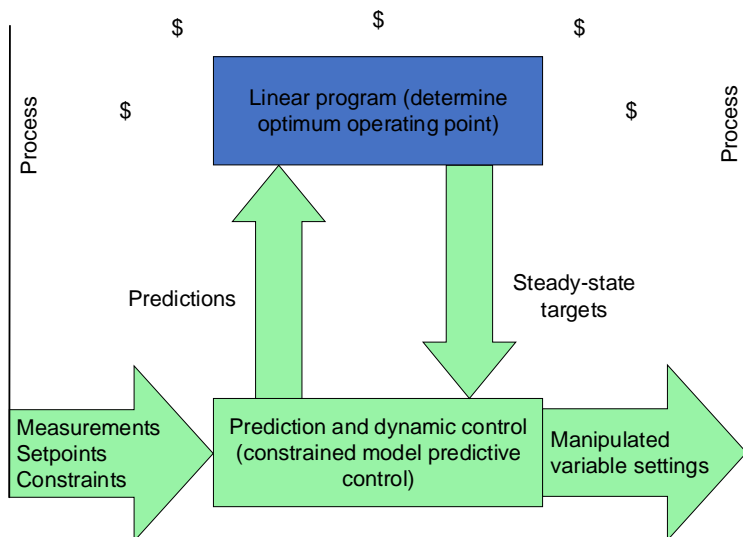 $
$
$
Linear program (determine
optimum operating point)
$
$
Process
Process
Predictions
Steady-state
targets
Measurements
Setpoints
Constraints
Prediction and dynamic control
(constrained model predictive
control)
Manipulated
variable settings